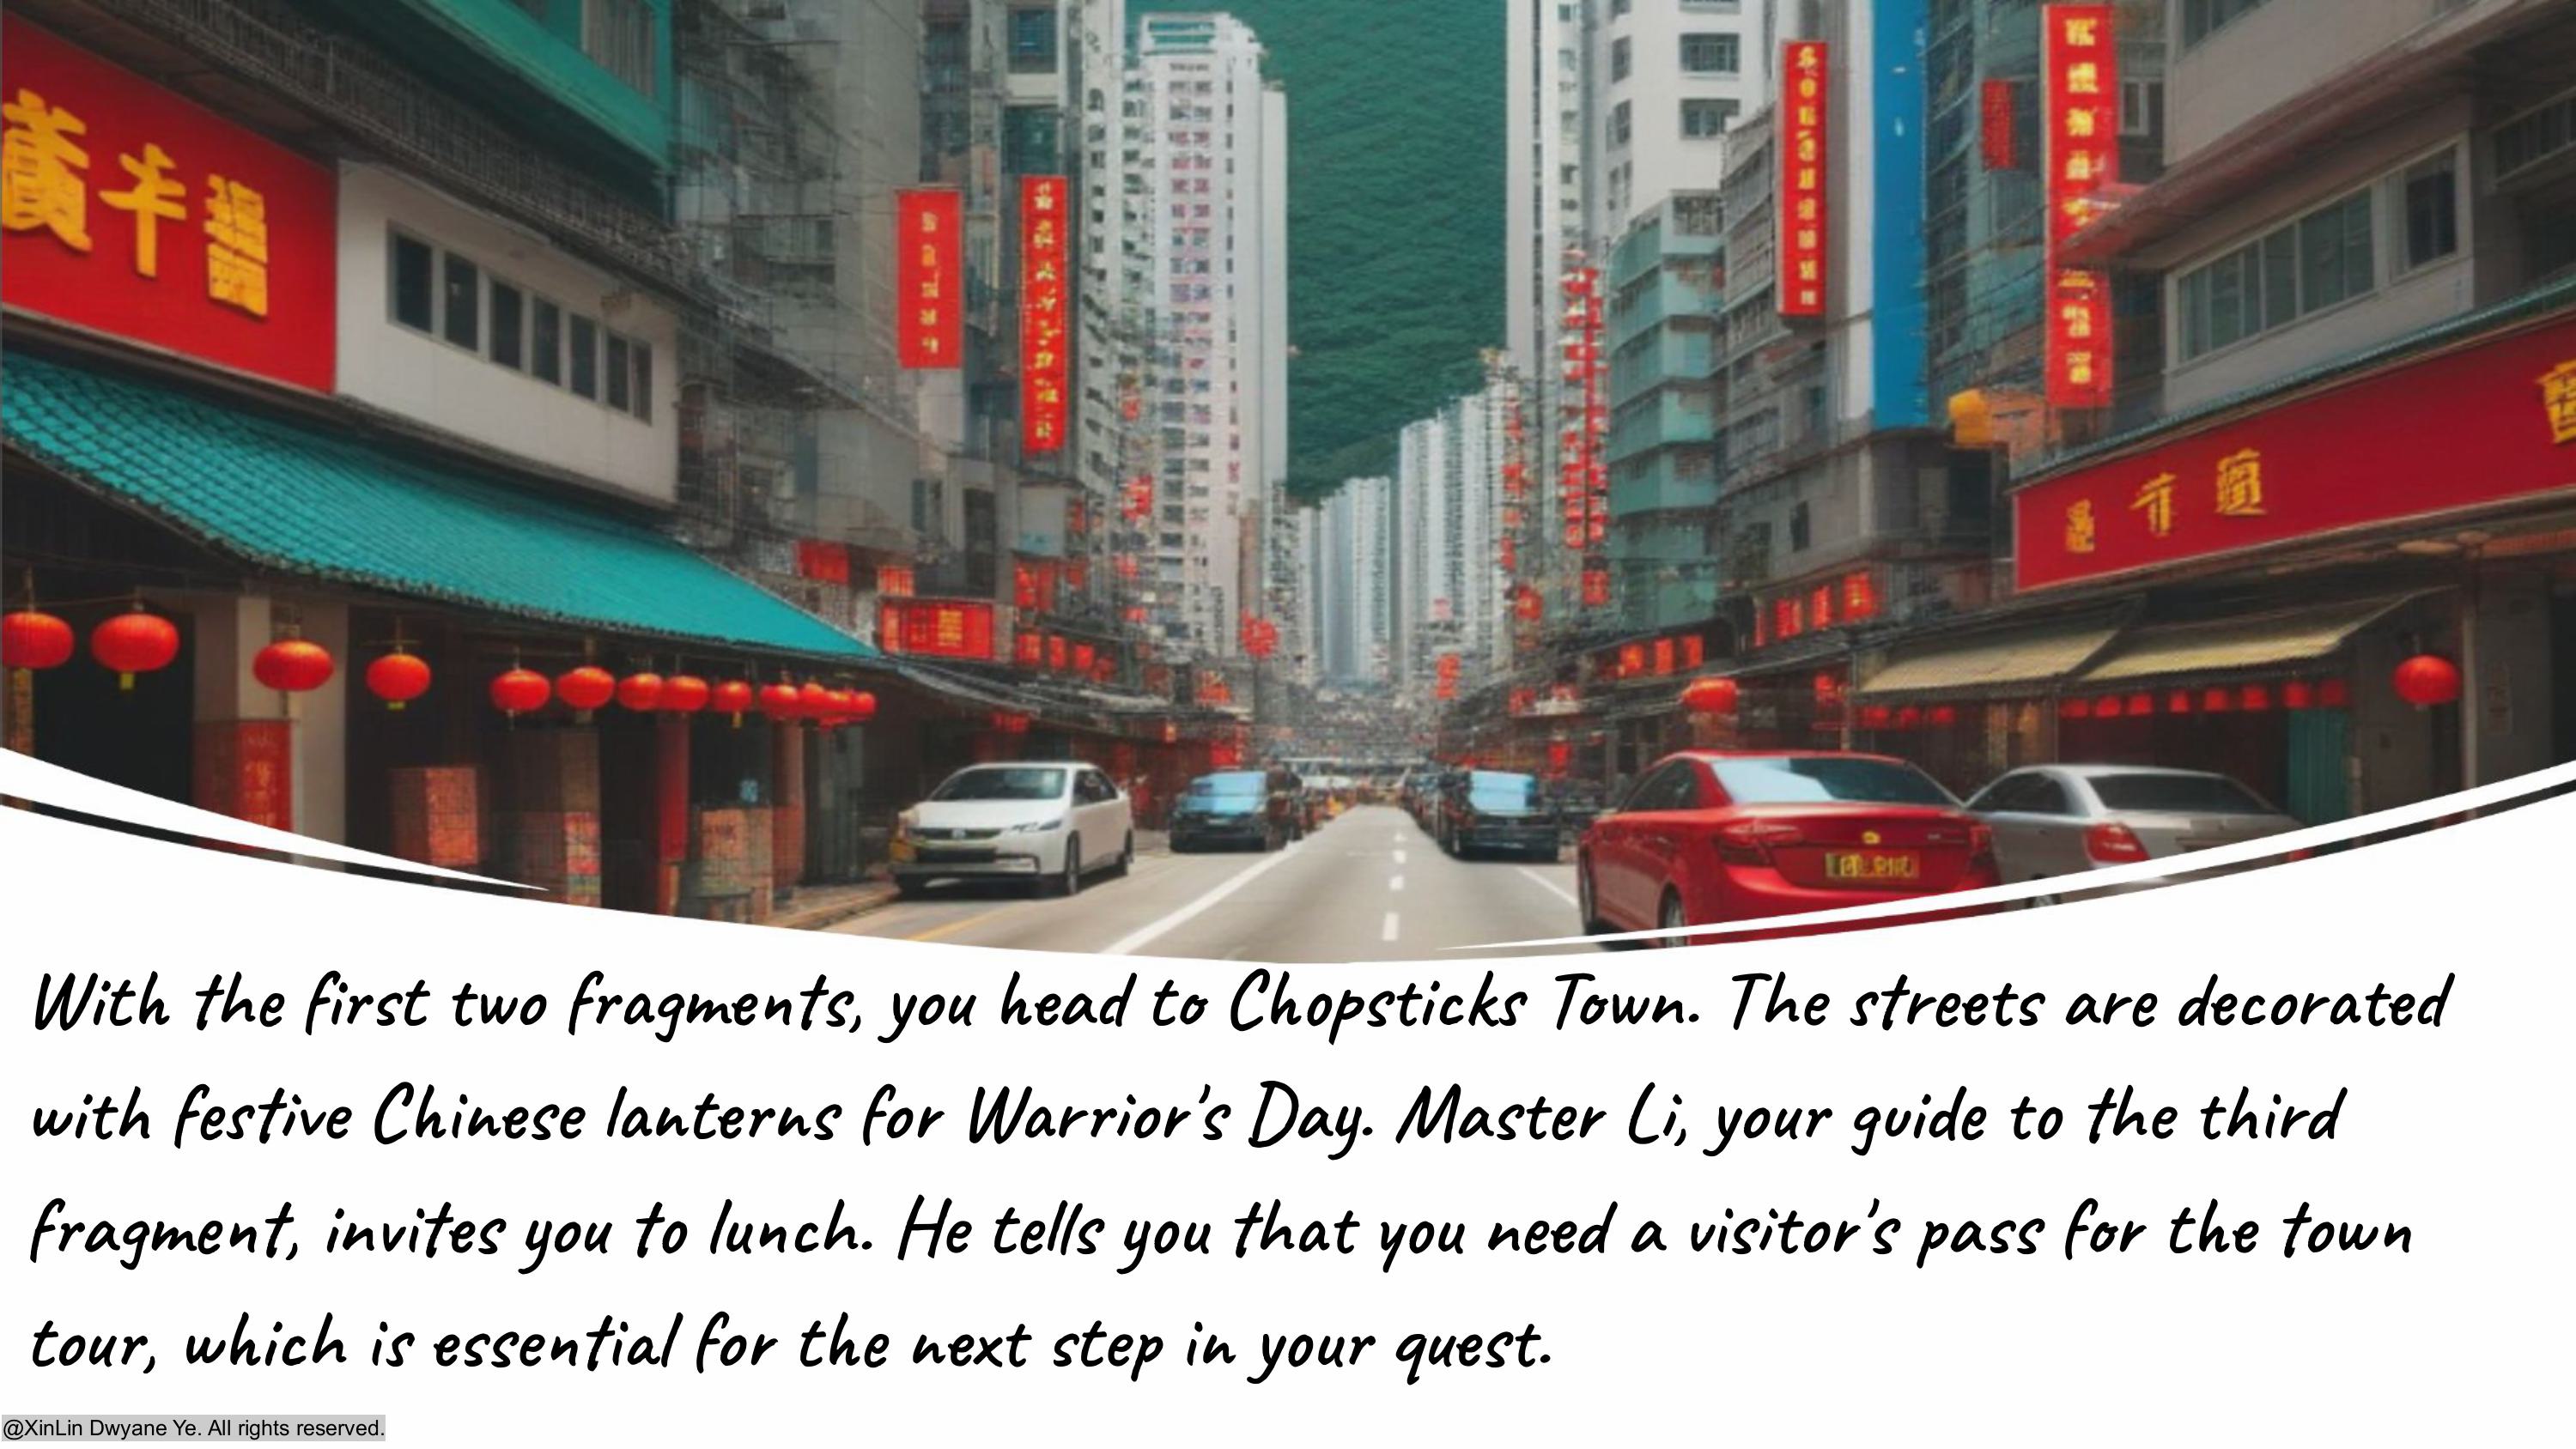 With the first two fragments, you head to Chopsticks Town. The streets are decorated
with festive Chinese lanterns for Warrior's Day. Master Li, your guide to the third
fragment, invites you to lunch. He tells you that you need a visitor's pass for the town
tour, which is essential for the next step in your quest.
@XinLin Dwyane Ye. All rights reserved.